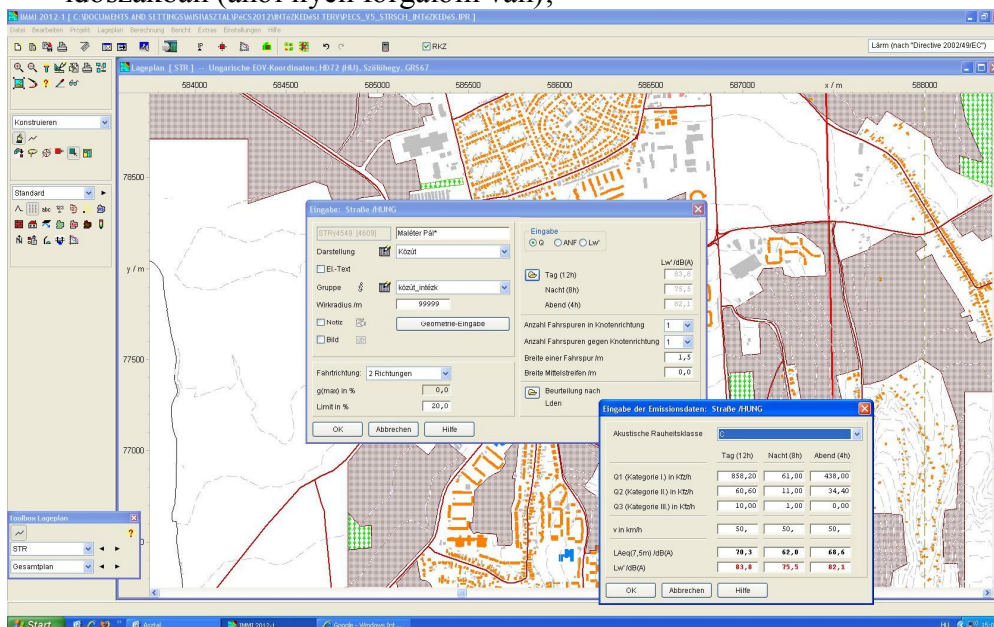 időszakban (ahol ilyen forgalom van);
IMMI 2012-1 [ C:\DOCUMENTS AND SETTINGS\MISI\ASZTAL\PéCS2012\INTéZKEDéSI TERV\PECS_V5_STRSCH_INTéZKEDéS.IPR ]
Datei Bearbeiten Projekt Lageplan Berechnung Bericht Extras Einstellungen Hilfe
RKZ
Lärm (nach "Directive 2002/49/EC")
Lageplan [ STR ] -- Ungarische EOV-Koordinaten; HD72 (HU), Szölöhegy, GRS67
584000 584500 585000 585500 586000 586500 587000 x / m 588000
Konstruieren
Standard
abc
78500
y / m
77500
77000
Eingabe: Straße /HUNG
STRv4549 [4609] Maléter Pál*
Darstellung Közút
El.-Text
Gruppe közút_intézk
Wirkradius /m 99999
Notiz Geometrie-Eingabe
Bild
Fahrtrichtung: 2 Richtungen
g(max) in % 0,0
Limit in % 20,0
OK Abbrechen Hilfe
Eingabe
Q ANF Lw'
Lw' /dB(A)
Tag (12h) 83,8
Nacht (8h) 75,5
Abend (4h) 82,1
Anzahl Fahrspuren in Knotenrichtung 1
Anzahl Fahrspuren gegen Knotenrichtung 1
Breite einer Fahrspur /m 1,5
Breite Mittelstreifen /m 0,0
Beurteilung nach
Lden
Eingabe der Emissionsdaten: Straße /HUNG
Akustische Rauheitsklasse C
Tag (12h) Nacht (8h) Abend (4h)
Q1 (Kategorie I.) in Kfz/h 858,20 61,00 438,00
Q2 (Kategorie II.) in Kfz/h 60,60 11,00 34,40
Q3 (Kategorie III.) in Kfz/h 10,00 1,00 0,00
v in km/h 50, 50, 50,
LAeq(7,5m) /dB(A) 70,3 62,0 68,6
Lw' /dB(A) 83,8 75,5 82,1
OK Abbrechen Hilfe
Toolbox Lageplan
STR
Gesamtplan
Start Asztal IMMI 2012-1 Google - Windows Int... HU